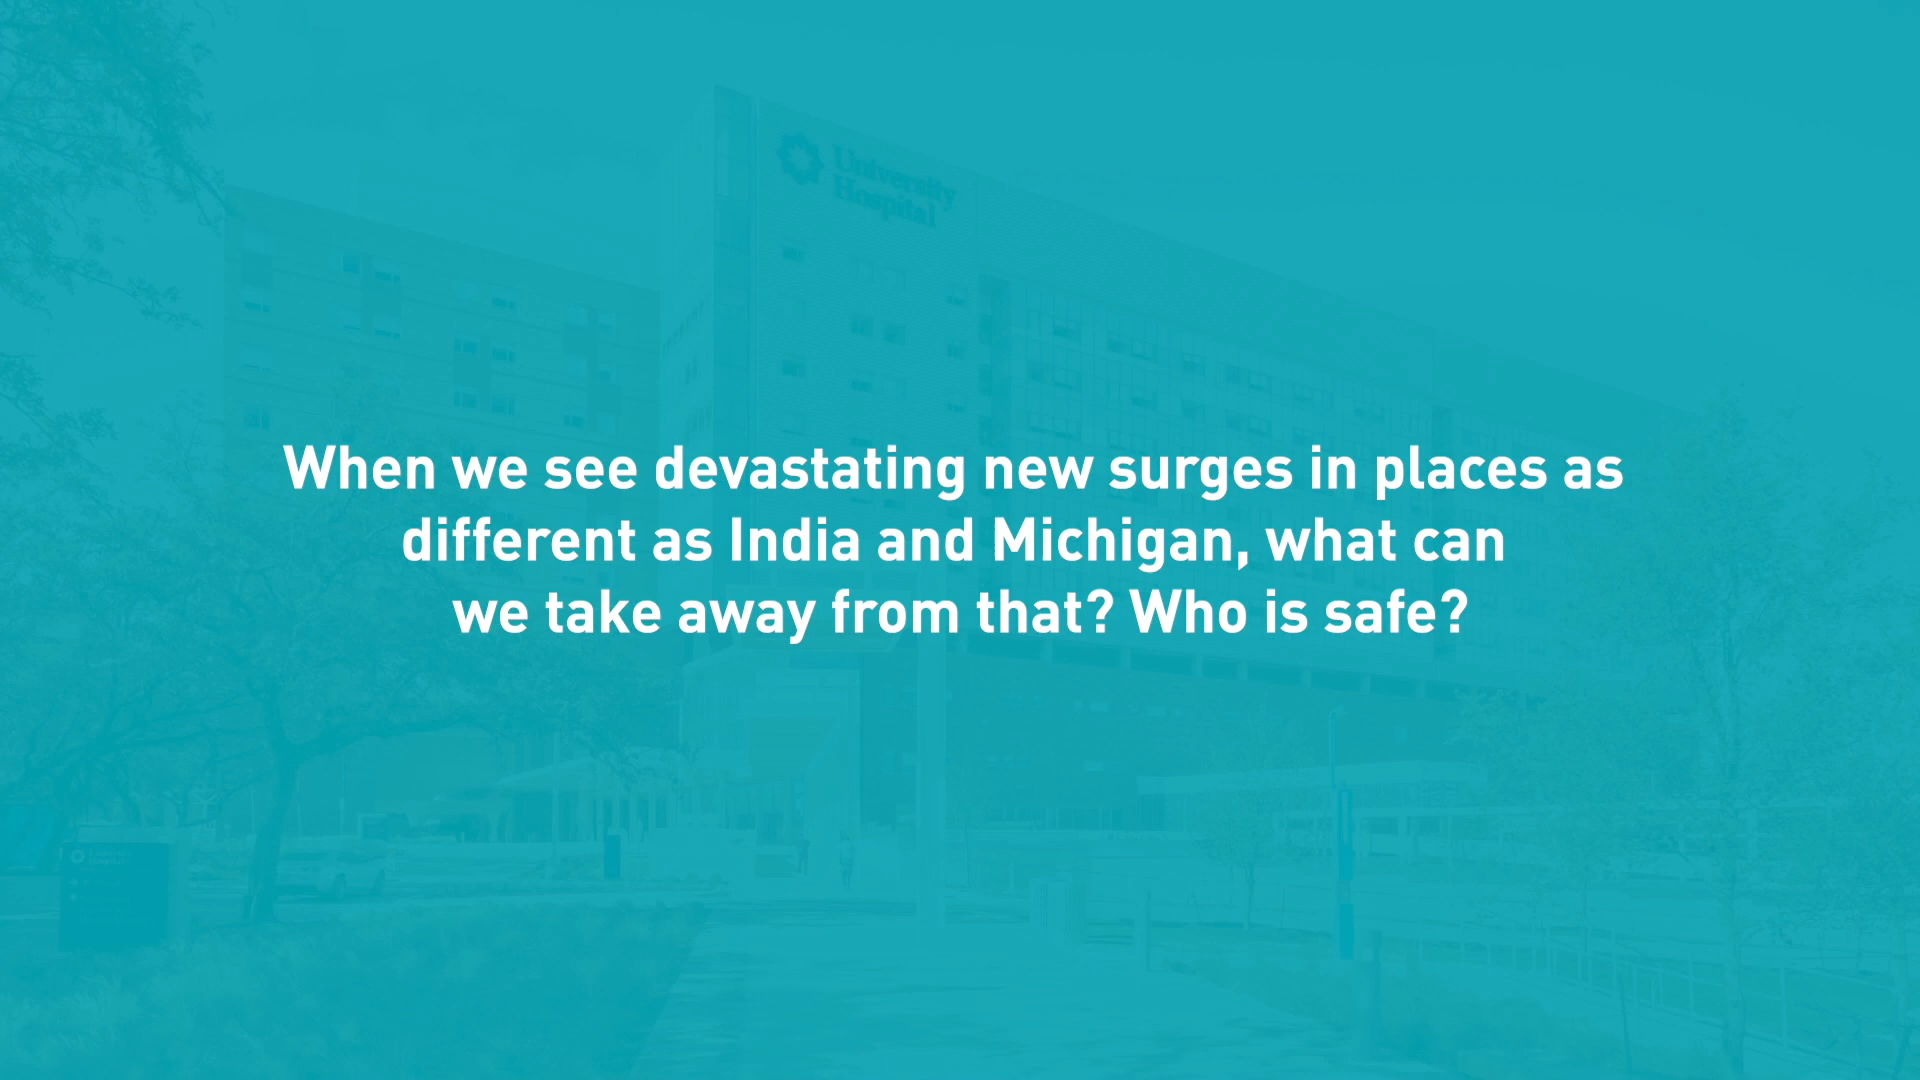 University
Hospital
When we see devastating new surges in places as
different as India and Michigan, what can
we take away from that? Who is safe?